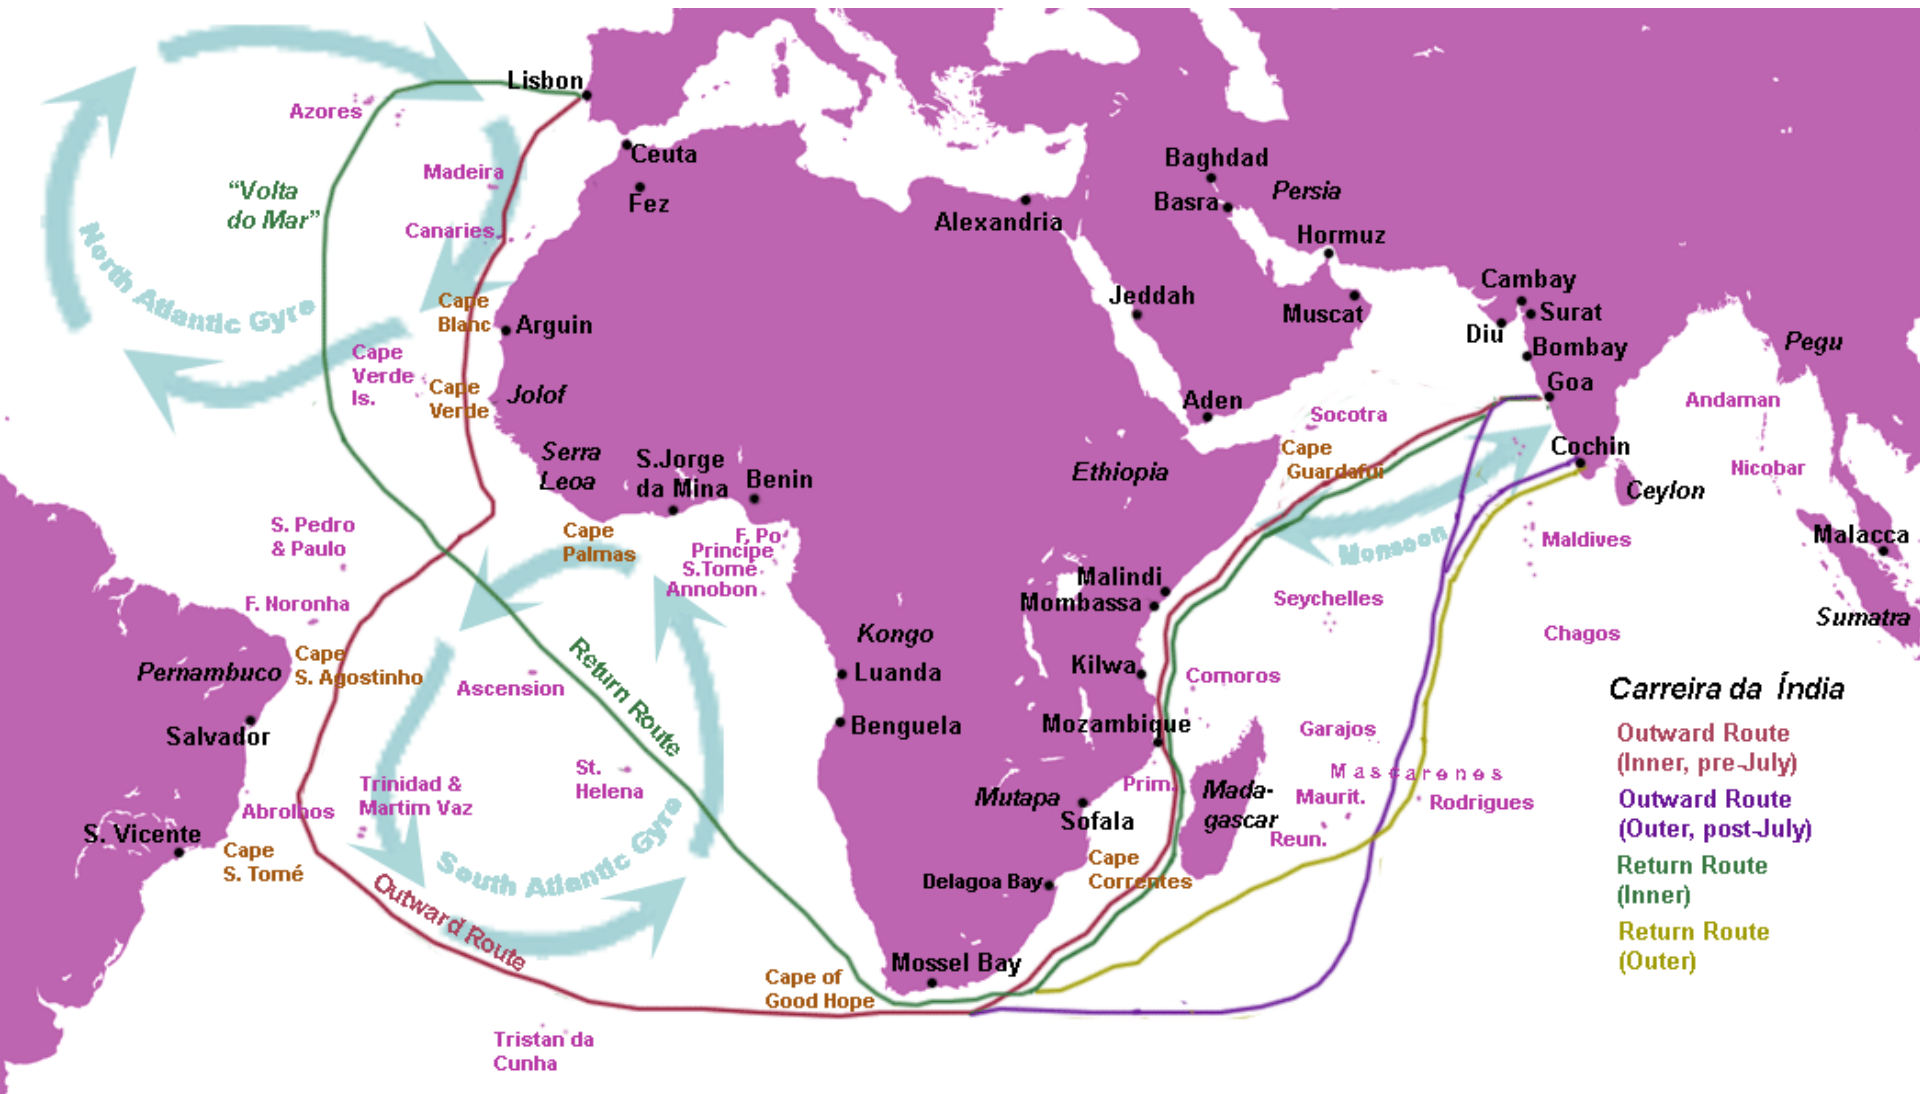 Lisbon
Azores
Ceuta
Madeira
Fez
"Volta
do Mar"
Canaries
North Atlantic Gyre
Cape
Blanc
Arguin
Cape
Verde
Is.
Cape
Verde
Jolof
Serra
Leoa
S.Jorge
da Mina
Benin
Cape
Palmas
F. Po
Principe
S.Tome
Annobon
S. Pedro
& Paulo
F. Noronha
Cape
S. Agostinho
Pernambuco
Salvador
Ascension
Return Route
St.
Helena
Trinidad &
Martim Vaz
Abrolhos
S. Vicente
Cape
S. Tomé
South Atlantic Gyre
Outward Route
Tristan da
Cunha
Cape of
Good Hope
Mossel Bay
Delagoa Bay
Cape
Correntes
Sofala
Mutapa
Prim.
Mada-
gascar
Mozambique
Kilwa
Comoros
Mombassa
Malindi
Kongo
Luanda
Benguela
Ethiopia
Alexandria
Baghdad
Basra
Persia
Hormuz
Jeddah
Muscat
Aden
Socotra
Cape
Guardafui
Monsoon
Seychelles
Garajos
Mascarenes
Maurit.
Rodrigues
Reun.
Cambay
Surat
Diu
Bombay
Goa
Cochin
Ceylon
Maldives
Chagos
Pegu
Andaman
Nicobar
Malacca
Sumatra
Carreira da Índia
Outward Route
(Inner, pre-July)
Outward Route
(Outer, post-July)
Return Route
(Inner)
Return Route
(Outer)